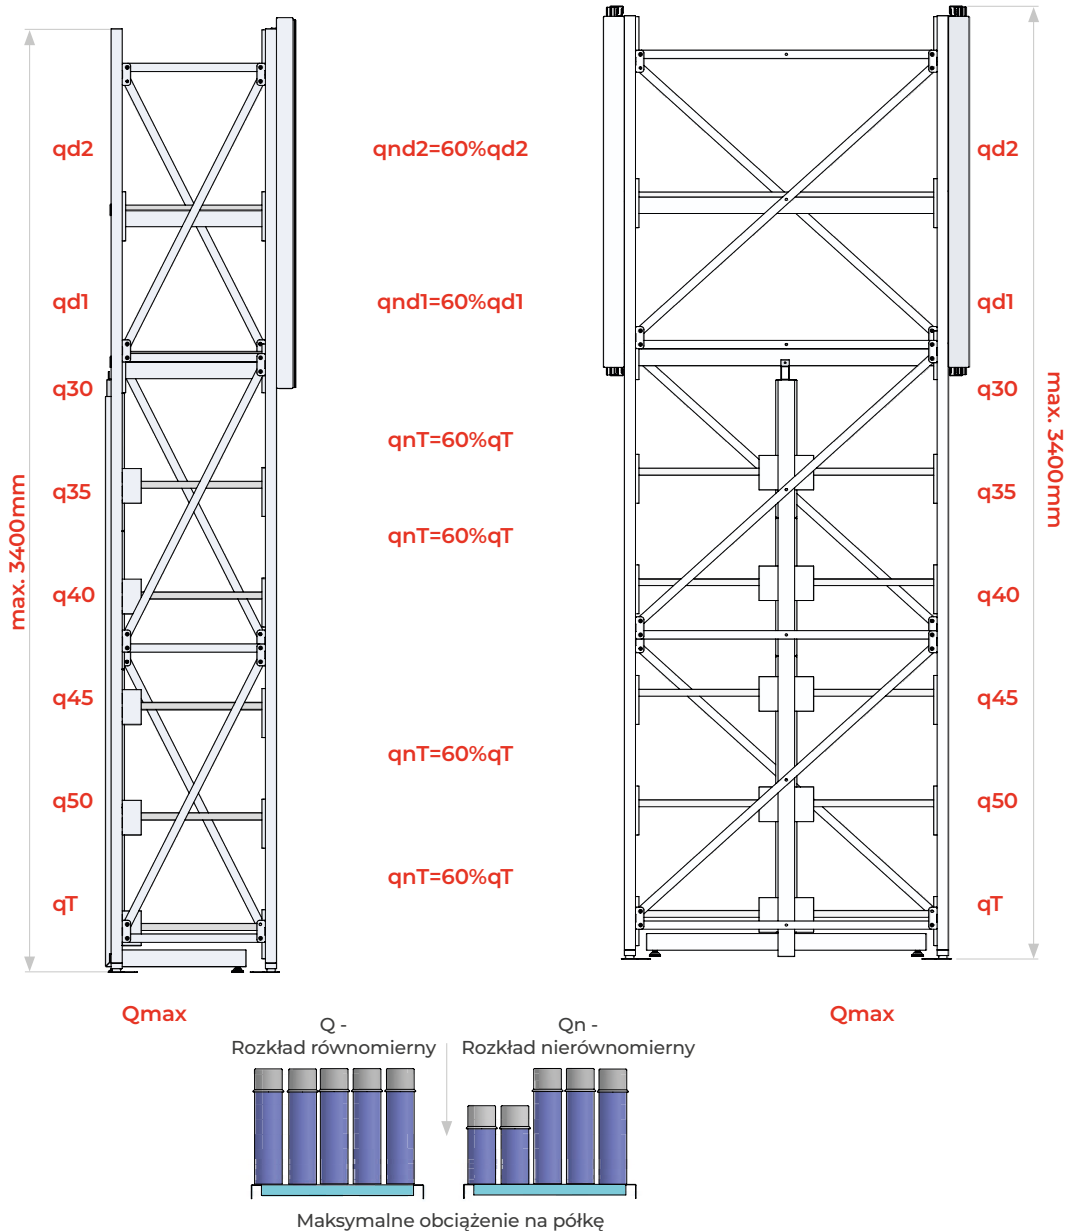 qd2 qnd2=60%qd2 qd2
qd1 qnd1=60%qd1 qd1
q30 q30
qnT=60%qT
q35 q35
max. 3400mm
max. 3400mm
qnT=60%qT
q40 q40
q45 q45
qnT=60%qT
q50 q50
qnT=60%qT
qT qT
Qmax Qmax
Q -
Rozkład równomierny
Qn -
Rozkład nierównomierny
Maksymalne obciążenie na półkę